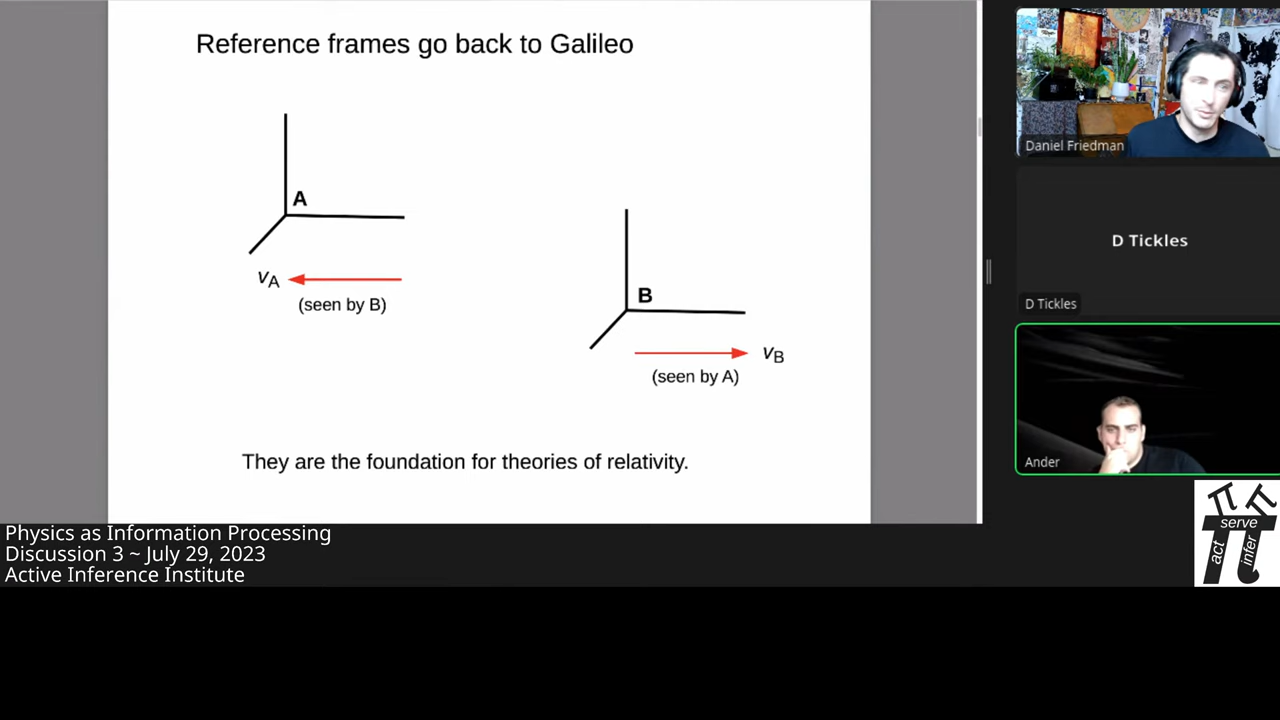 Reference frames go back to Galileo
A
vA
(seen by B)
B
vB
(seen by A)
They are the foundation for theories of relativity.
Daniel Friedman
D Tickles
D Tickles
Ander
serve
act
infer
Physics as Information Processing
Discussion 3 ~ July 29, 2023
Active Inference Institute